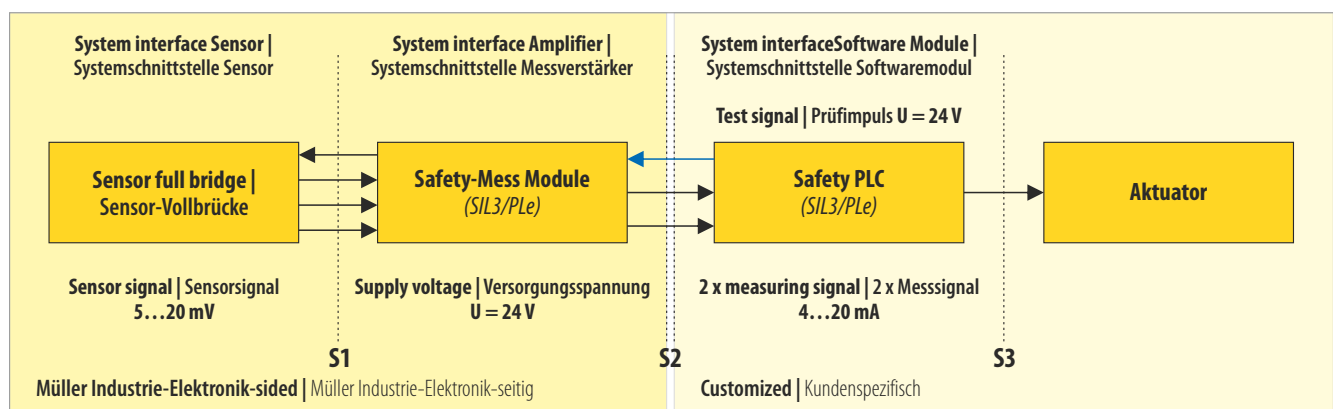 System interface Sensor |
Systemschnittstelle Sensor
System interface Amplifier |
Systemschnittstelle Messverstärker
System interfaceSoftware Module |
Systemschnittstelle Softwaremodul
Test signal | Prüfimpuls U = 24 V
Sensor full bridge |
Sensor-Vollbrücke
Safety-Mess Module
(SIL3/PLe)
Safety PLC
(SIL3/PLe)
Aktuator
Sensor signal | Sensorsignal
5…20 mV
Supply voltage | Versorgungsspannung
U = 24 V
2 x measuring signal | 2 x Messsignal
4…20 mA
S1
S2
S3
Müller Industrie-Elektronik-sided | Müller Industrie-Elektronik-seitig
Customized | Kundenspezifisch